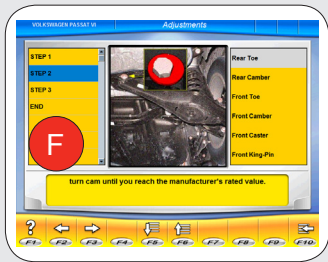 VOLKSWAGEN PASSAT VI
Adjustments
STEP 1
STEP 2
STEP 3
END
F
Rear Toe
Rear Camber
Front Toe
Front Camber
Front Caster
Front King-Pin
turn cam until you reach the manufacturer's rated value.
?
F1 F2 F3 F4 F5 F6 F7 F8 F9 F10